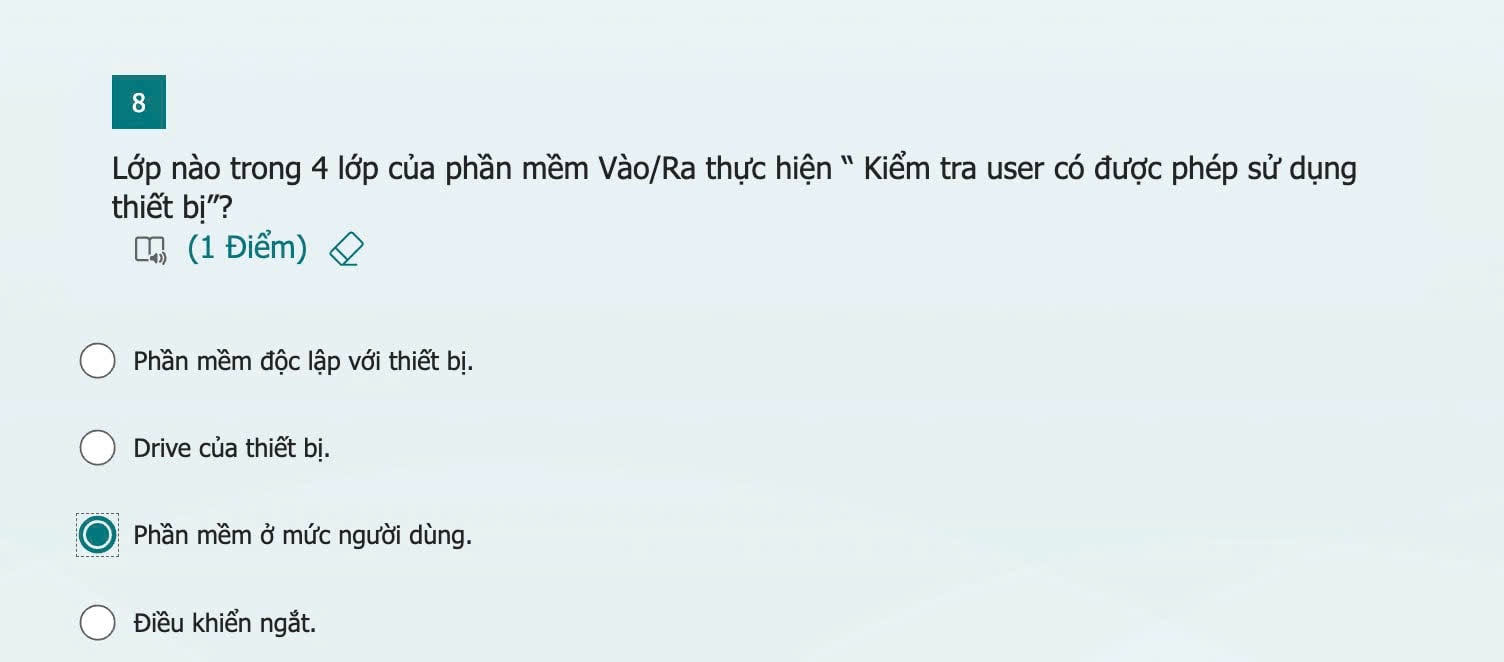 8
Lớp nào trong 4 lớp của phần mềm Vào/Ra thực hiện “ Kiểm tra user có được phép sử dụng
thiết bị”?
(1 Điểm)
Phần mềm độc lập với thiết bị.
Drive của thiết bị.
Phần mềm ở mức người dùng.
Điều khiển ngắt.